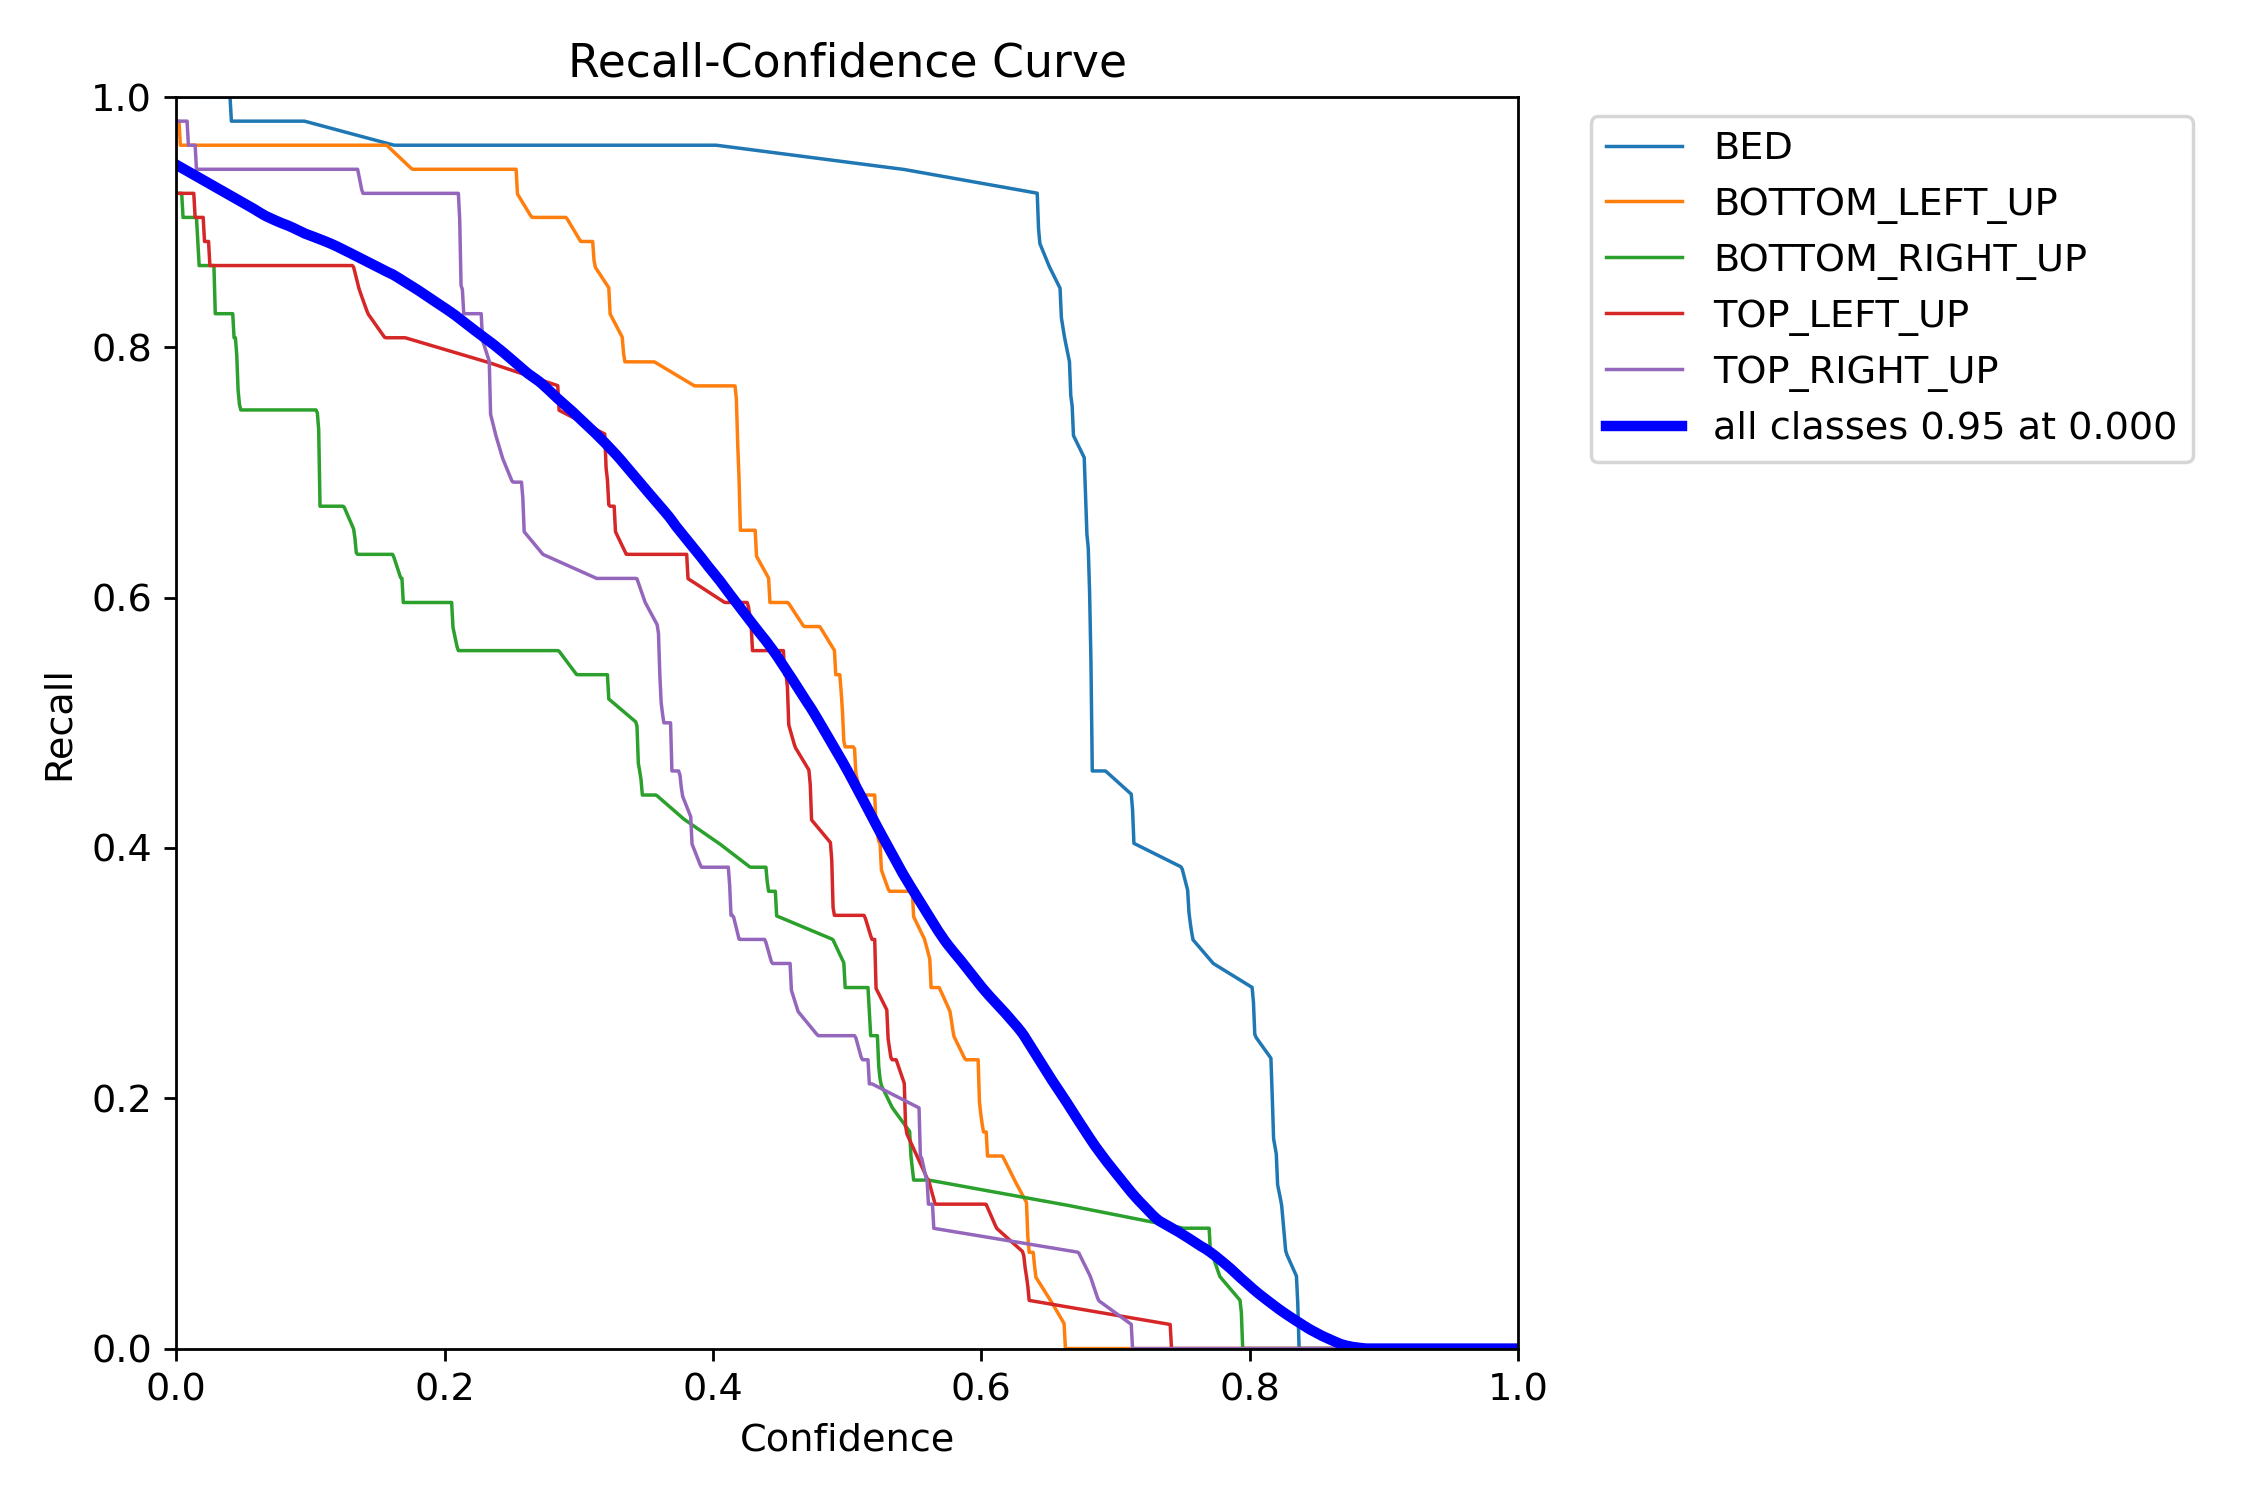 Recall-Confidence Curve
1.0
0.8
0.6
0.4
0.2
0.0
Recall
0.0 0.2 0.4 0.6 0.8 1.0
Confidence
BED
BOTTOM_LEFT_UP
BOTTOM_RIGHT_UP
TOP_LEFT_UP
TOP_RIGHT_UP
all classes 0.95 at 0.000